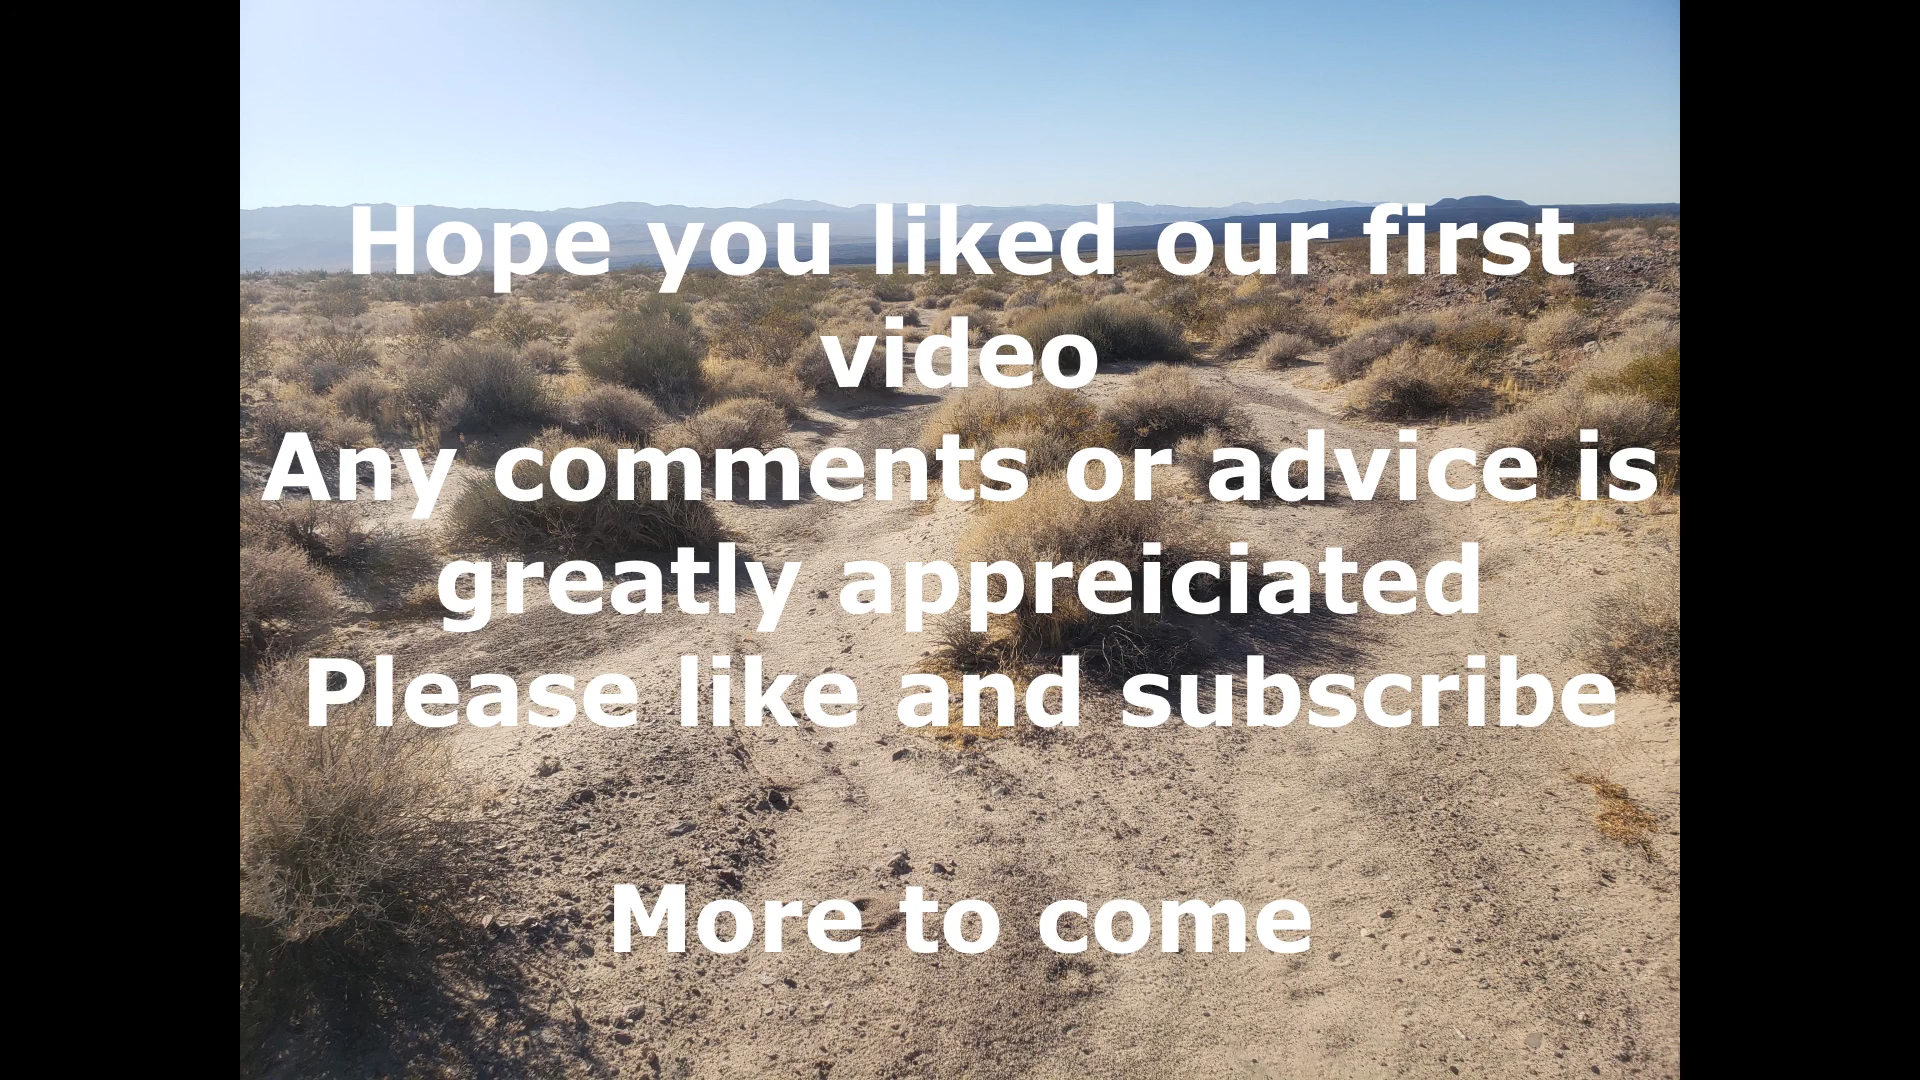 Hope you liked our first
video
Any comments or advice is
greatly appreiciated
Please like and subscribe
More to come